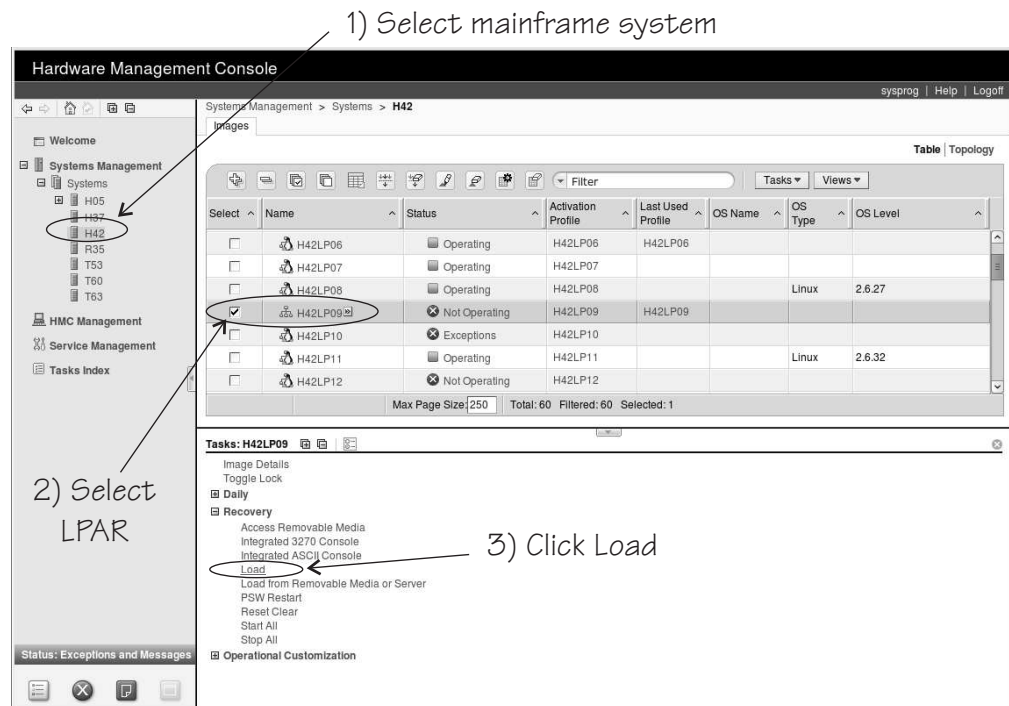 1) Select mainframe system
Hardware Management Console
sysprog | Help | Logoff
Systems Management > Systems > H42
Images
Welcome
Systems Management
Systems
H05
H37
H42
R35
T53
T60
T63
HMC Management
Service Management
Tasks Index
Table | Topology
Filter Tasks Views
Select Name Status Activation Profile Last Used Profile OS Name OS Type OS Level
H42LP06 Operating H42LP06 H42LP06
H42LP07 Operating H42LP07
H42LP08 Operating H42LP08 Linux 2.6.27
H42LP09 Not Operating H42LP09 H42LP09
H42LP10 Exceptions H42LP10
H42LP11 Operating H42LP11 Linux 2.6.32
H42LP12 Not Operating H42LP12
Max Page Size: 250 Total: 60 Filtered: 60 Selected: 1
Tasks: H42LP09
Image Details
Toggle Lock
Daily
Recovery
Access Removable Media
Integrated 3270 Console
Integrated ASCII Console
Load
Load from Removable Media or Server
PSW Restart
Reset Clear
Start All
Stop All
Operational Customization
2) Select
LPAR
3) Click Load
Status: Exceptions and Messages